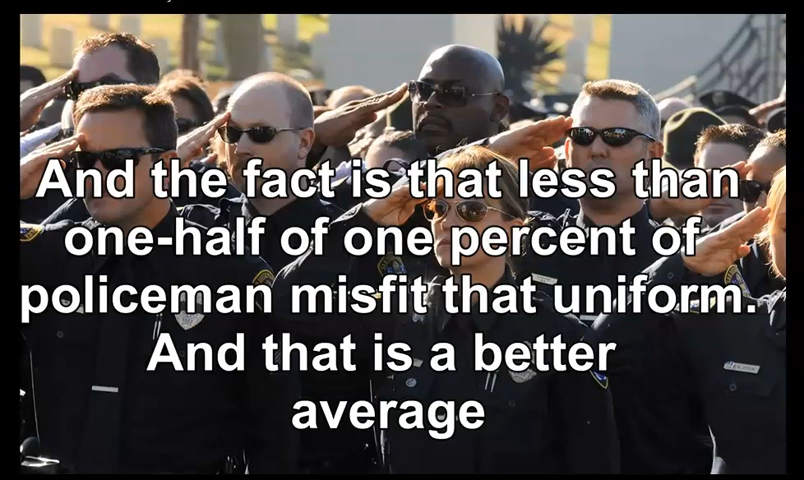 And the fact is that less than
one-half of one percent of
policeman misfit that uniform.
And that is a better
average